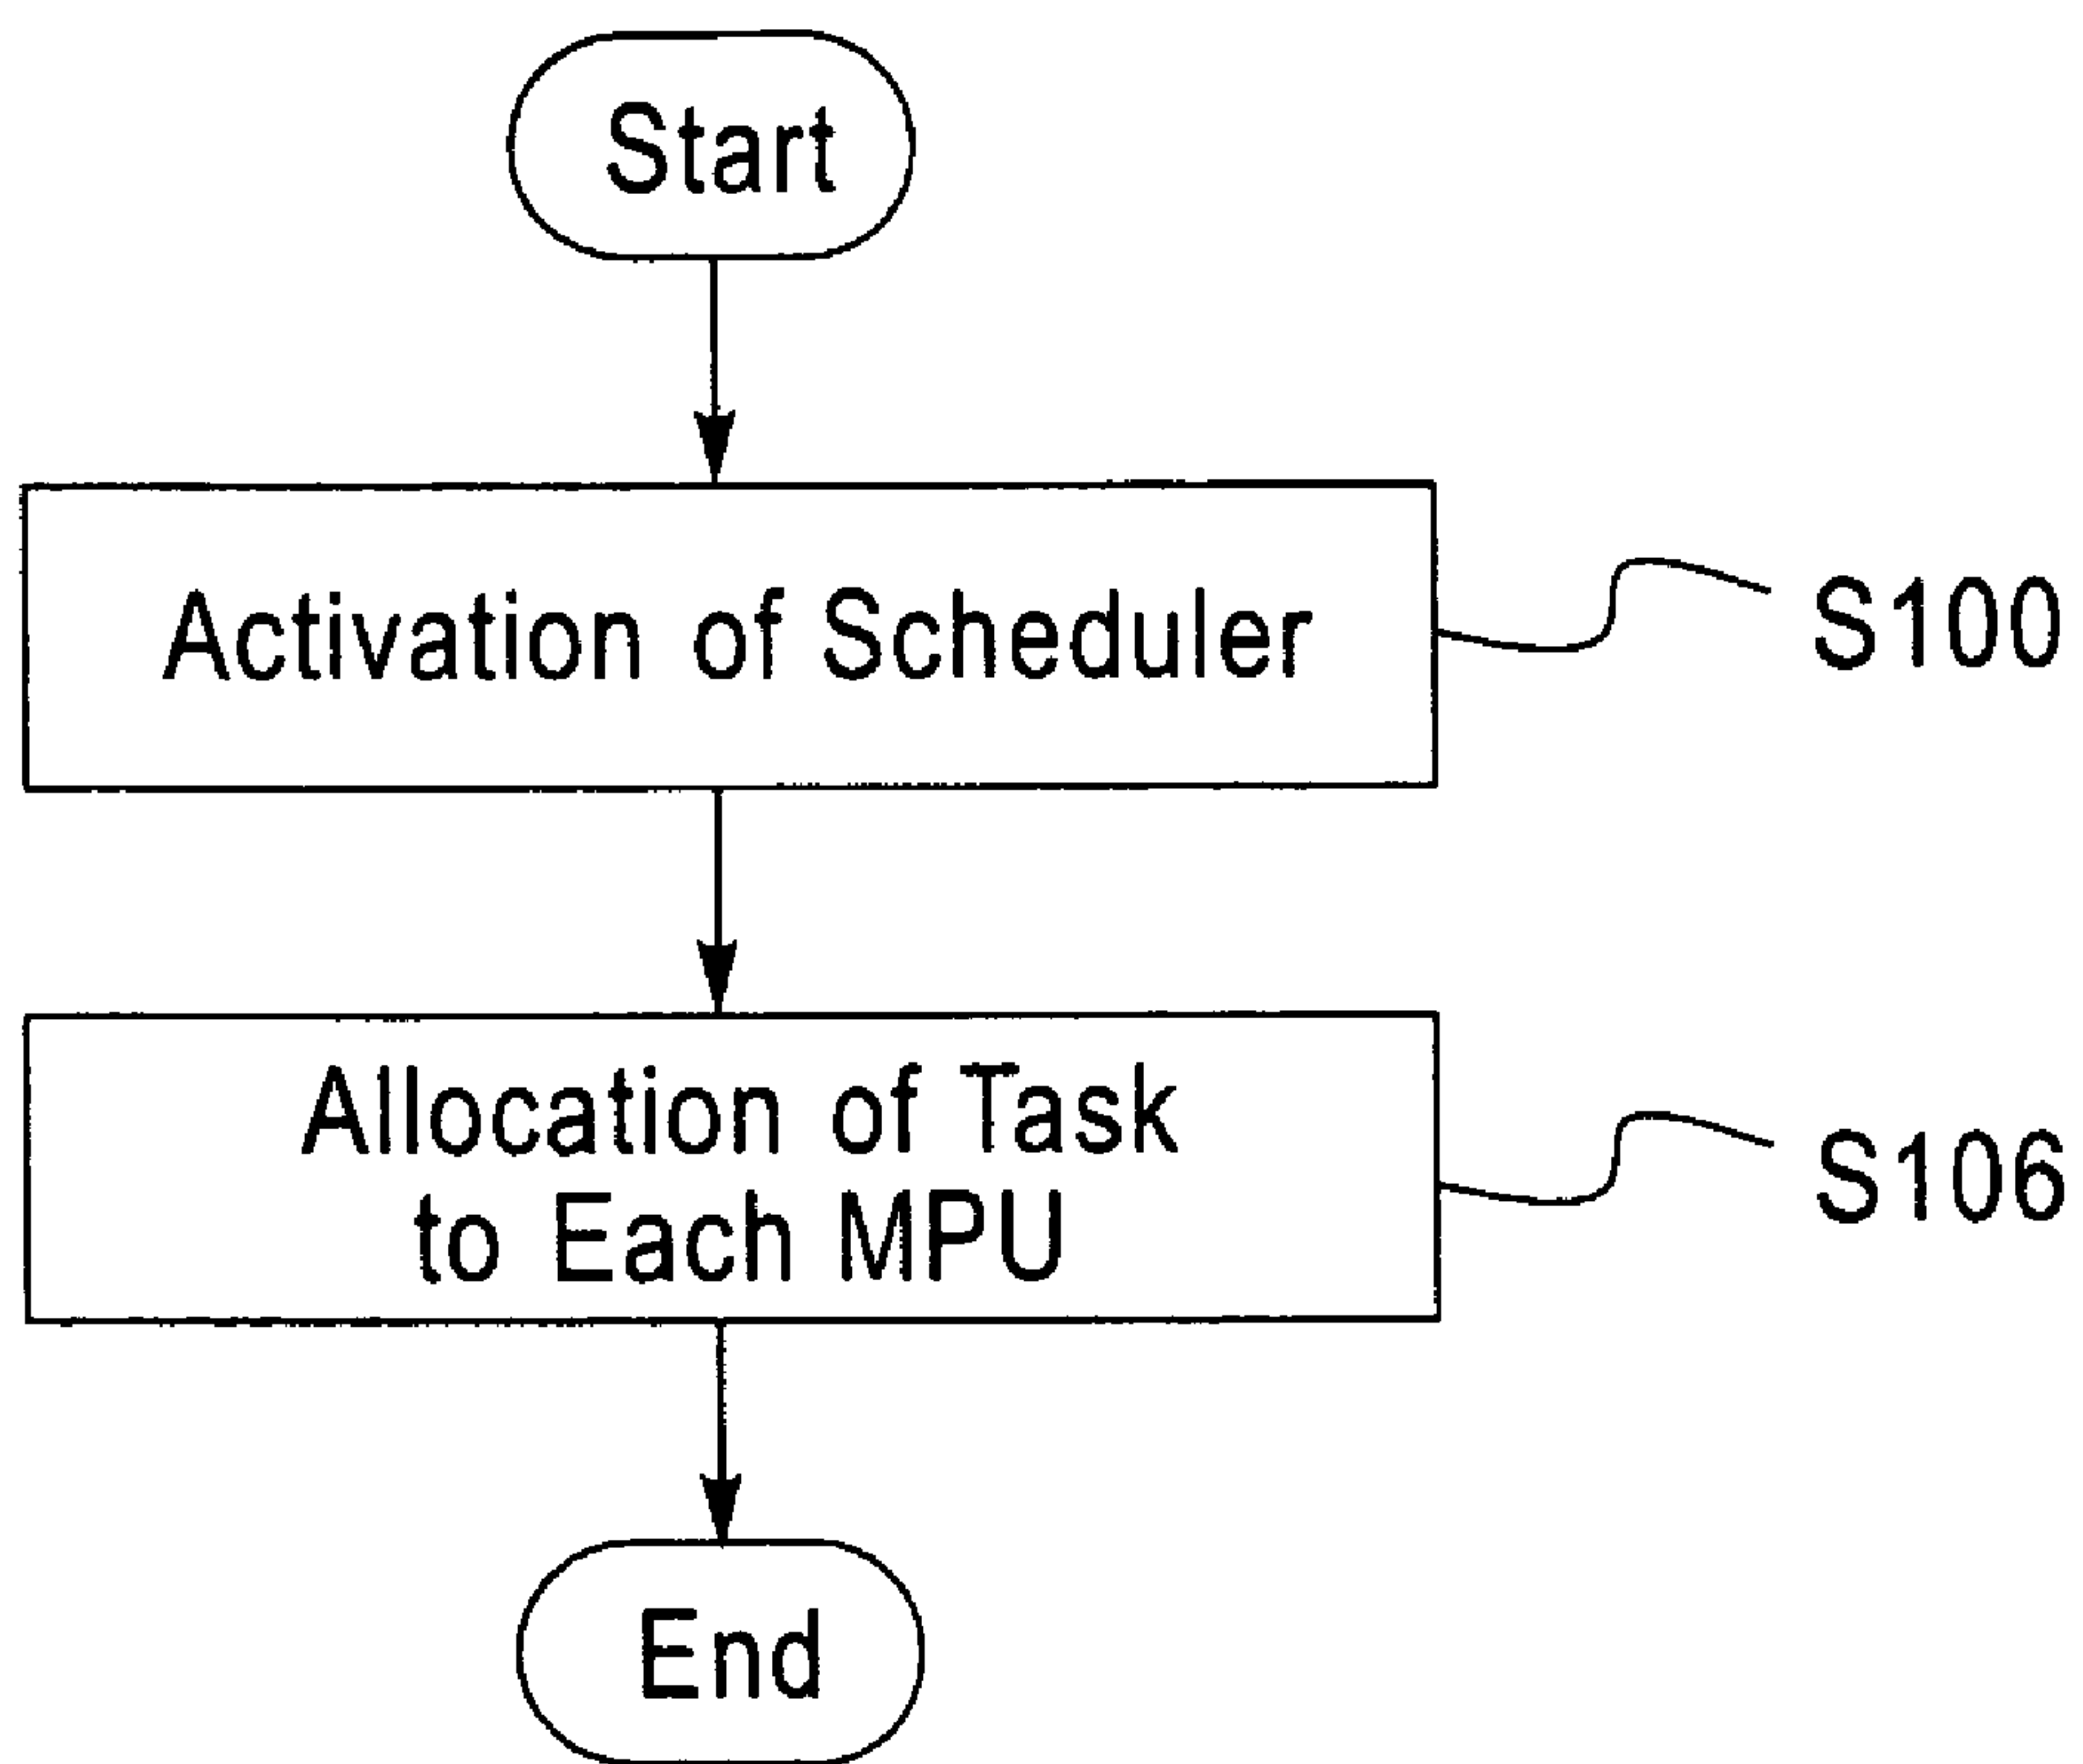 Start
Activation of Scheduler
S100
Allocation of Task
to Each MPU
S106
End